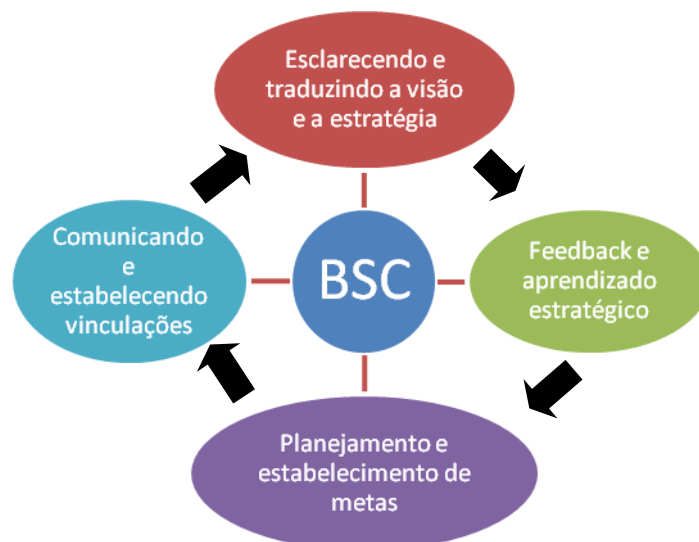 Esclarecendo e
traduzindo a visão
e a estratégia
Comunicando
e
estabelecendo
vinculações
BSC
Feedback e
aprendizado
estratégico
Planejamento e
estabelecimento de
metas